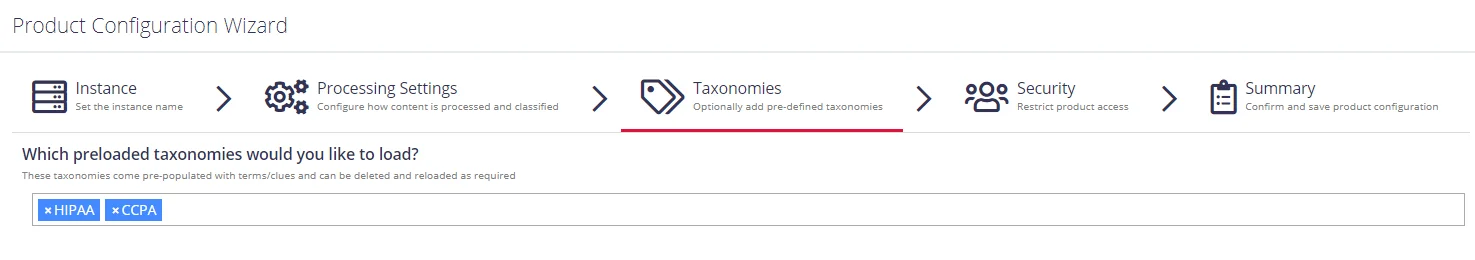 Product Configuration Wizard
Instance
Set the instance name
Processing Settings
Configure how content is processed and classified
Taxonomies
Optionally add pre-defined taxonomies
Security
Restrict product access
Summary
Confirm and save product configuration
Which preloaded taxonomies would you like to load?
These taxonomies come pre-populated with terms/clues and can be deleted and reloaded as required
×HIPAA ×CCPA